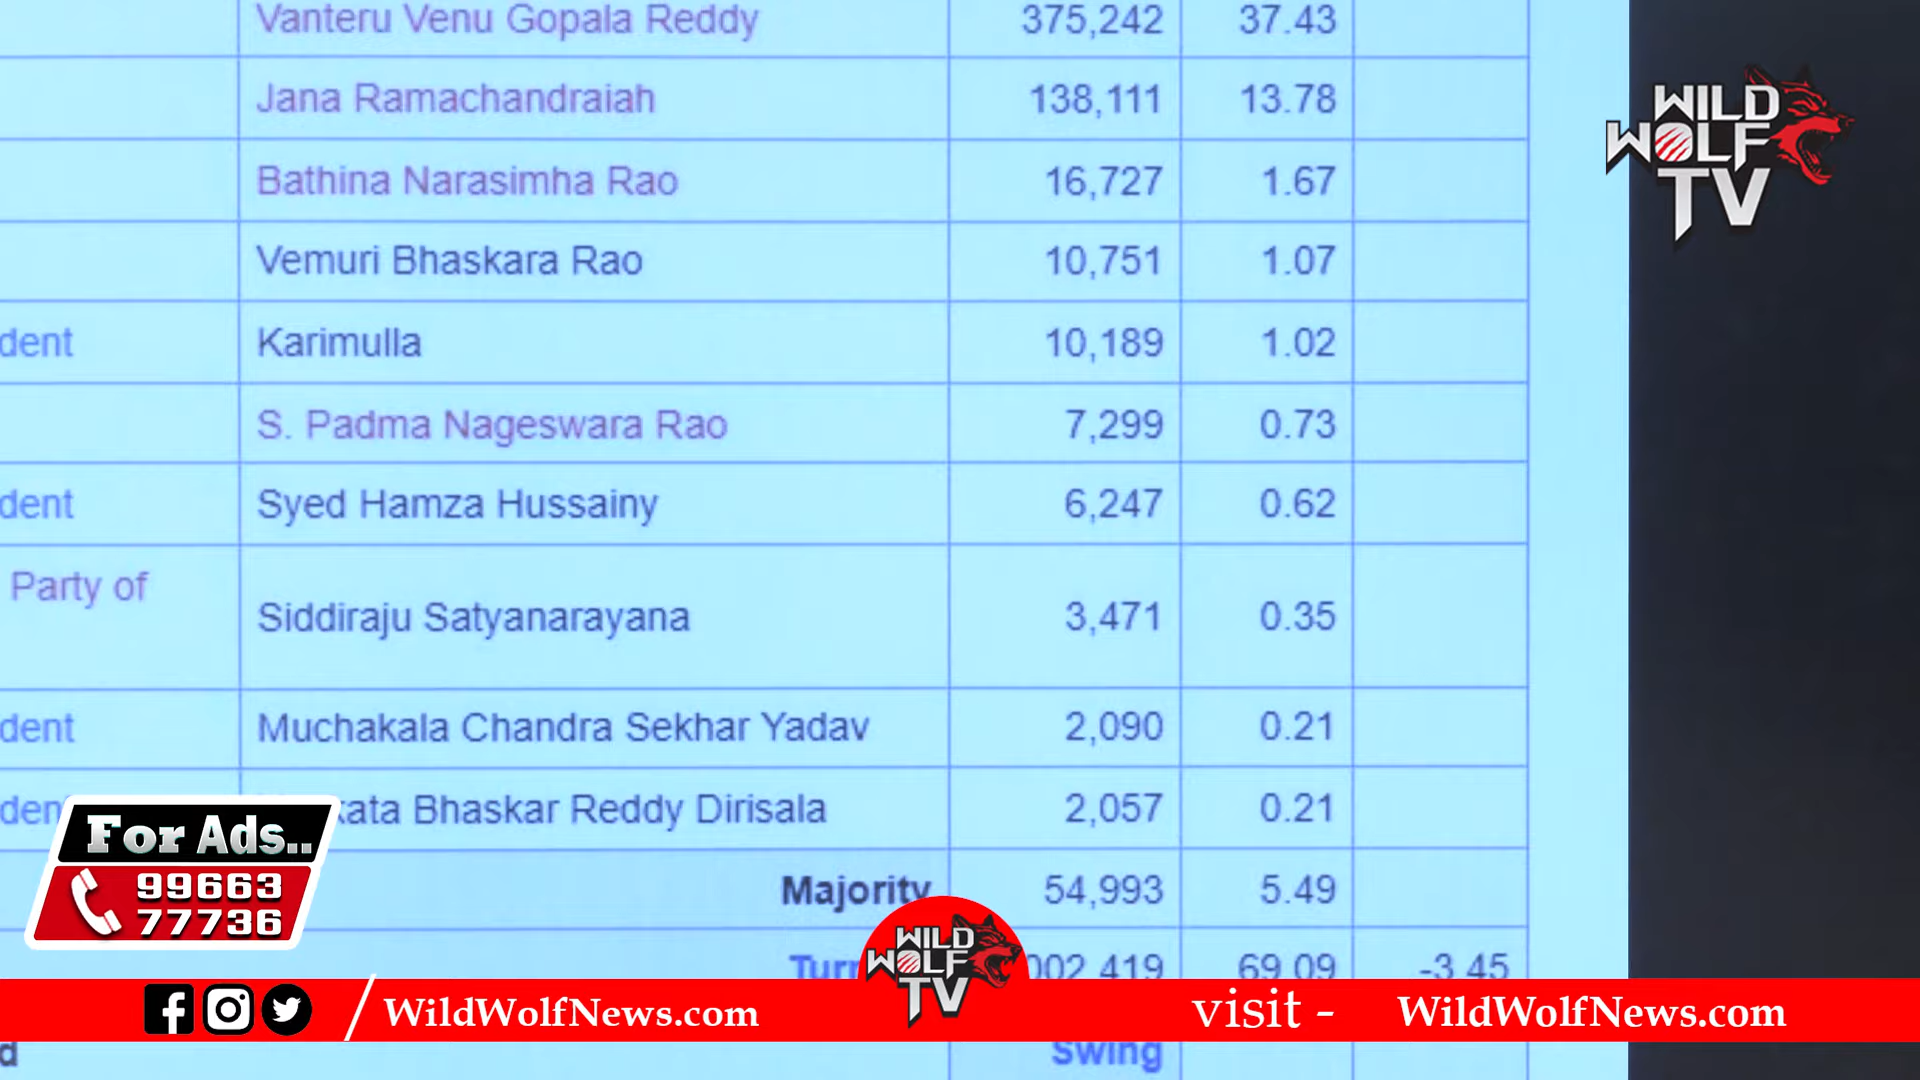 Vanteru Venu Gopala Reddy 375,242 37.43
Jana Ramachandraiah 138,111 13.78
Bathina Narasimha Rao 16,727 1.67
Vemuri Bhaskara Rao 10,751 1.07
dent Karimulla 10,189 1.02
S. Padma Nageswara Rao 7,299 0.73
dent Syed Hamza Hussainy 6,247 0.62
Party of
Siddiraju Satyanarayana 3,471 0.35
dent Muchakala Chandra Sekhar Yadav 2,090 0.21
Bhaskar Reddy Dirisala 2,057 0.21
Majority 54,993 5.49
002,419 69.09 -3.45
Swing
WILD
WOLF
TV
For Ads..
99663
77736
WILD
WOLF
TV
WildWolfNews.com
visit - WildWolfNews.com